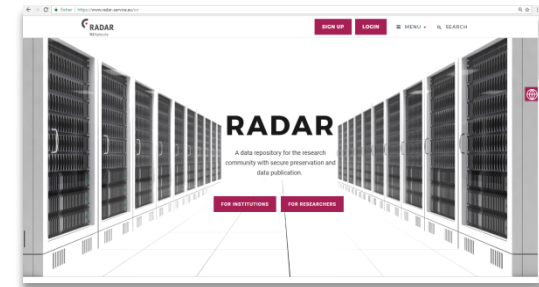 Sicher | https://www.radar-service.eu/en
RADAR
SIGN UP
LOGIN
MENU
SEARCH
RADAR
A data repository for the research
community with secure preservation and
data publication.
FOR INSTITUTIONS
FOR RESEARCHERS